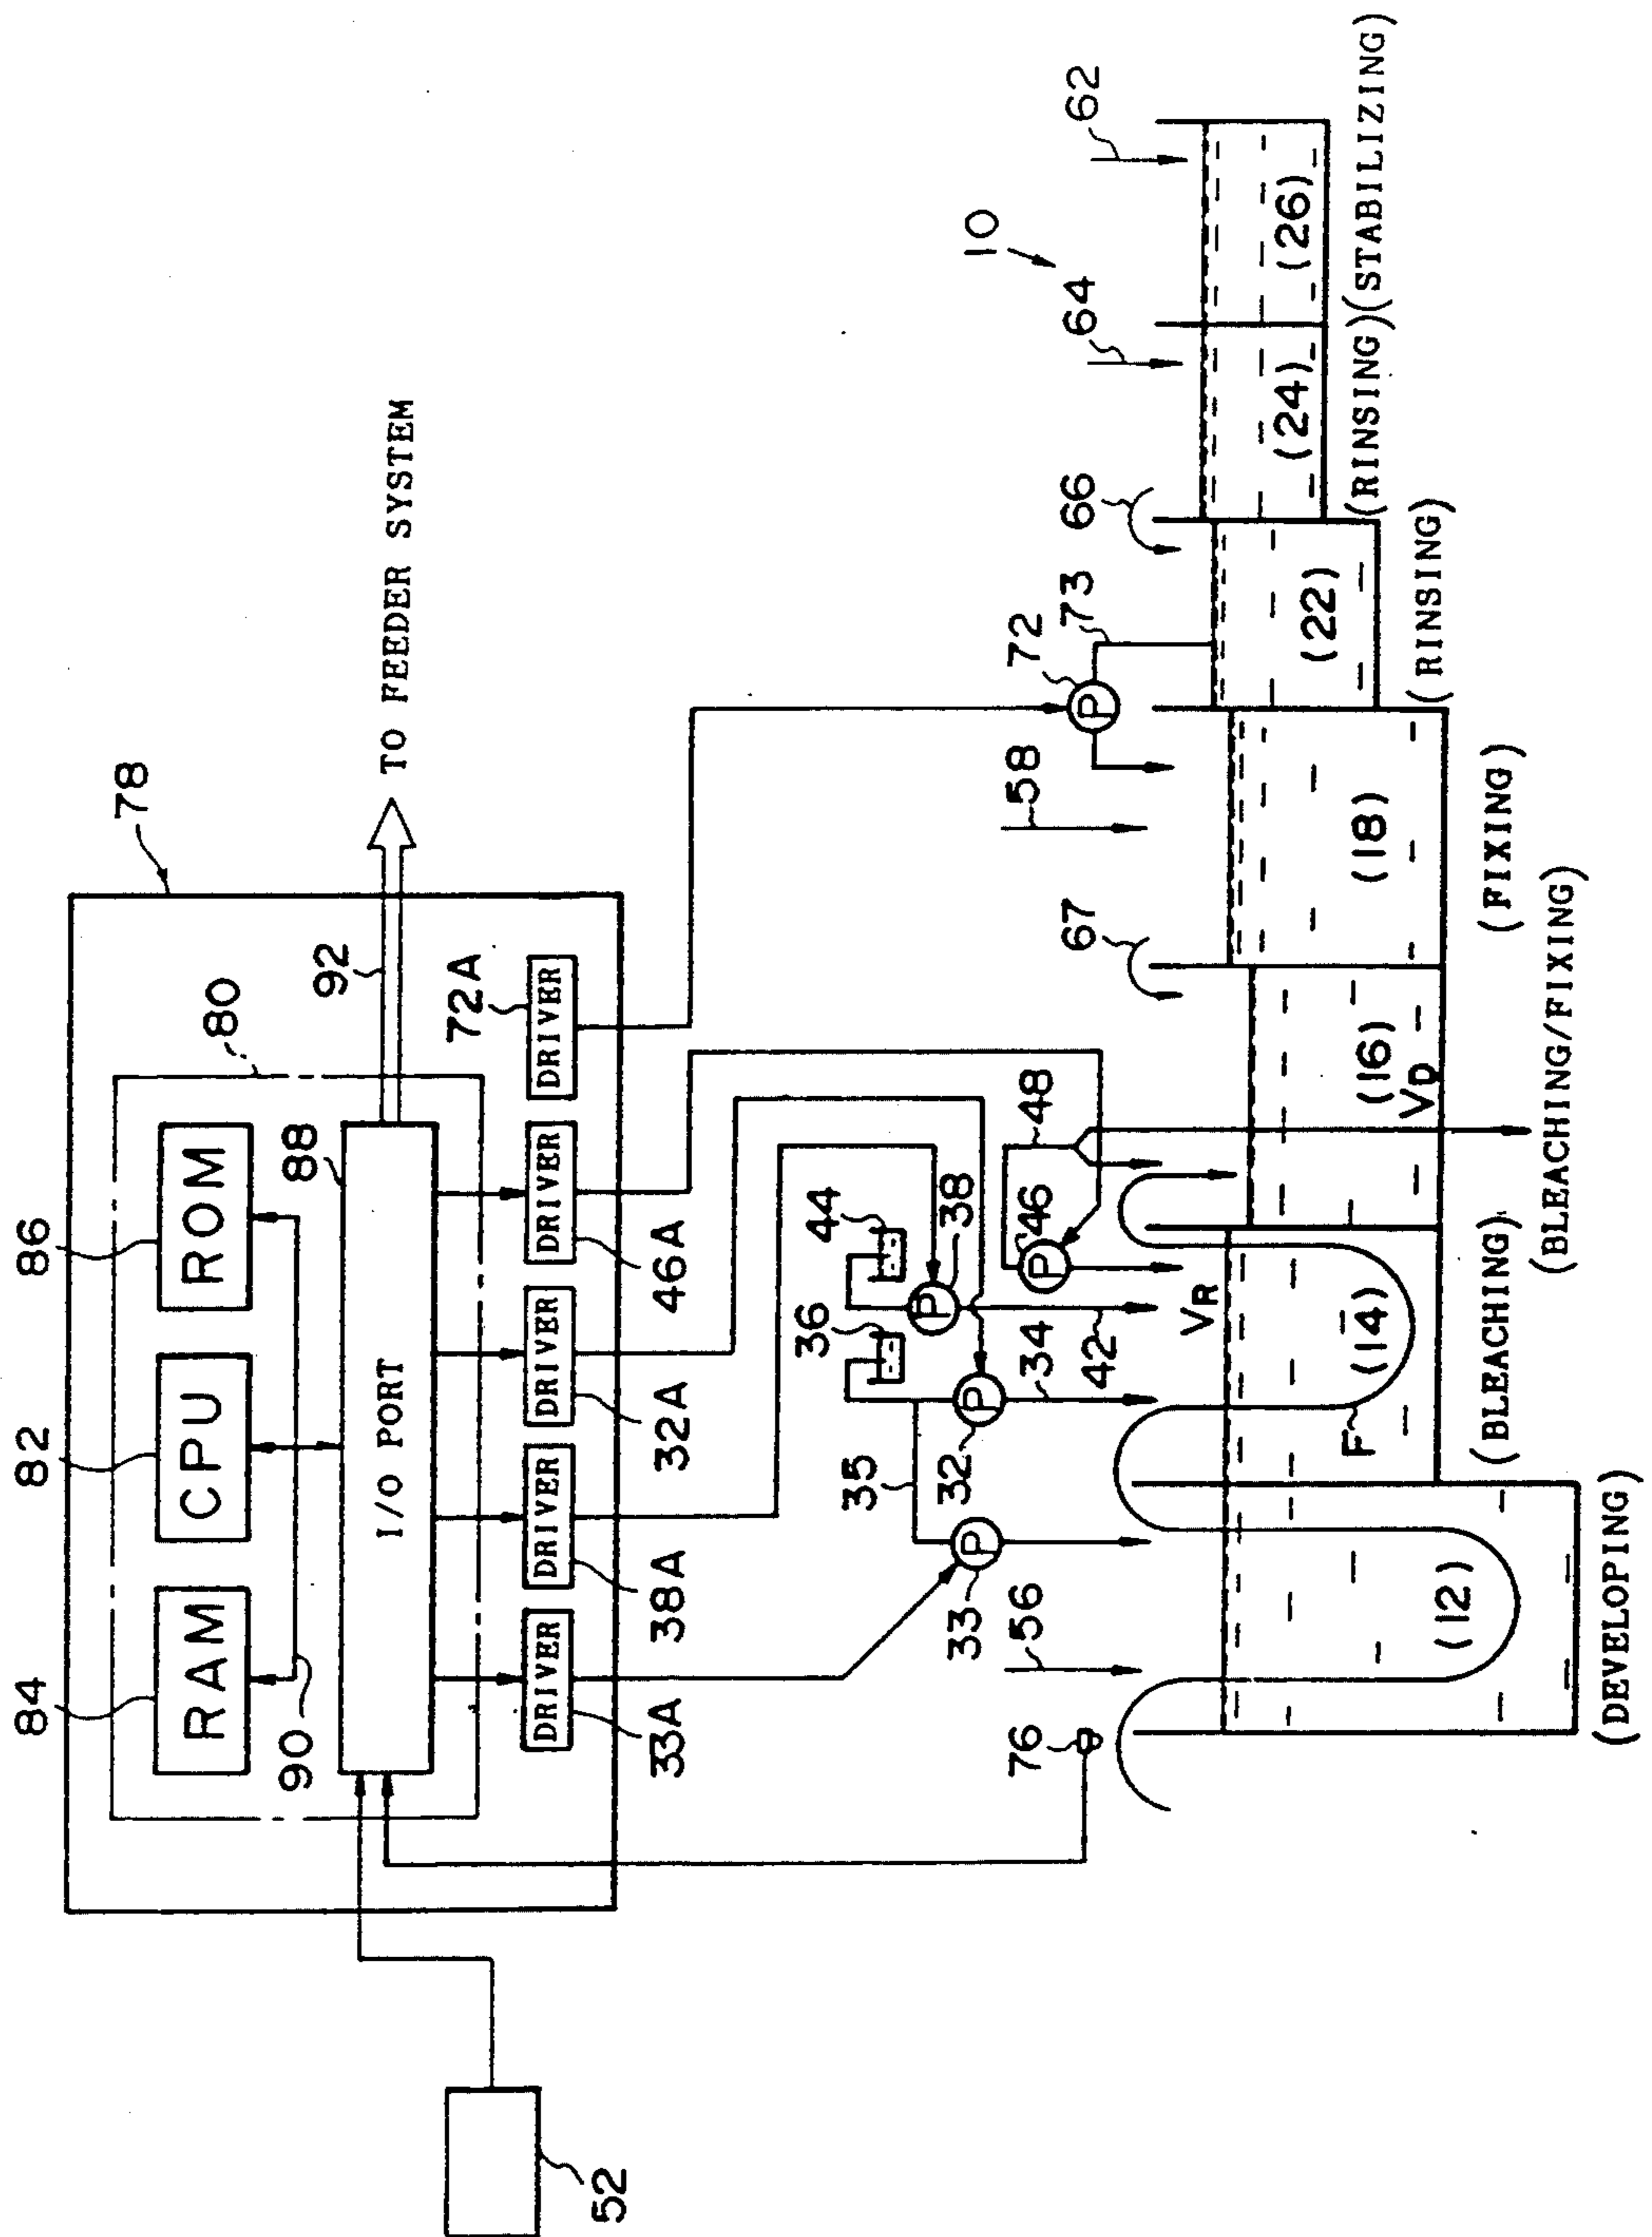 78
80
84
82
86
RAM
CPU
ROM
90
88
92
I/O PORT
TO FEEDER SYSTEM
DRIVER
DRIVER
DRIVER
DRIVER
DRIVER
33A
38A
32A
46A
72A
52
36
44
35
38
48
46
33
32
34
42
76
56
67
58
72
73
66
64
10
62
VR
F
VD
(12)
(14)
(16)
(18)
(22)
(24)
(26)
(DEVELOPING)
(BLEACHING)
(BLEACHING/FIXING)
(FIXING)
(RINSING)
(RINSING)
(STABILIZING)
P
P
P
P
P